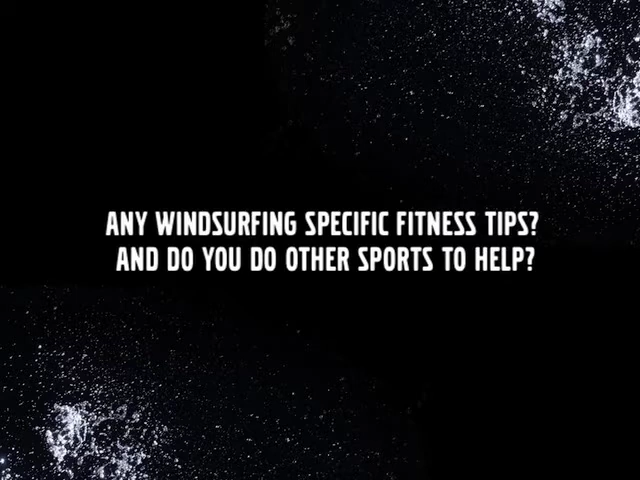 ANY WINDSURFING SPECIFIC FITNESS TIPS?
AND DO YOU DO OTHER SPORTS TO HELP?